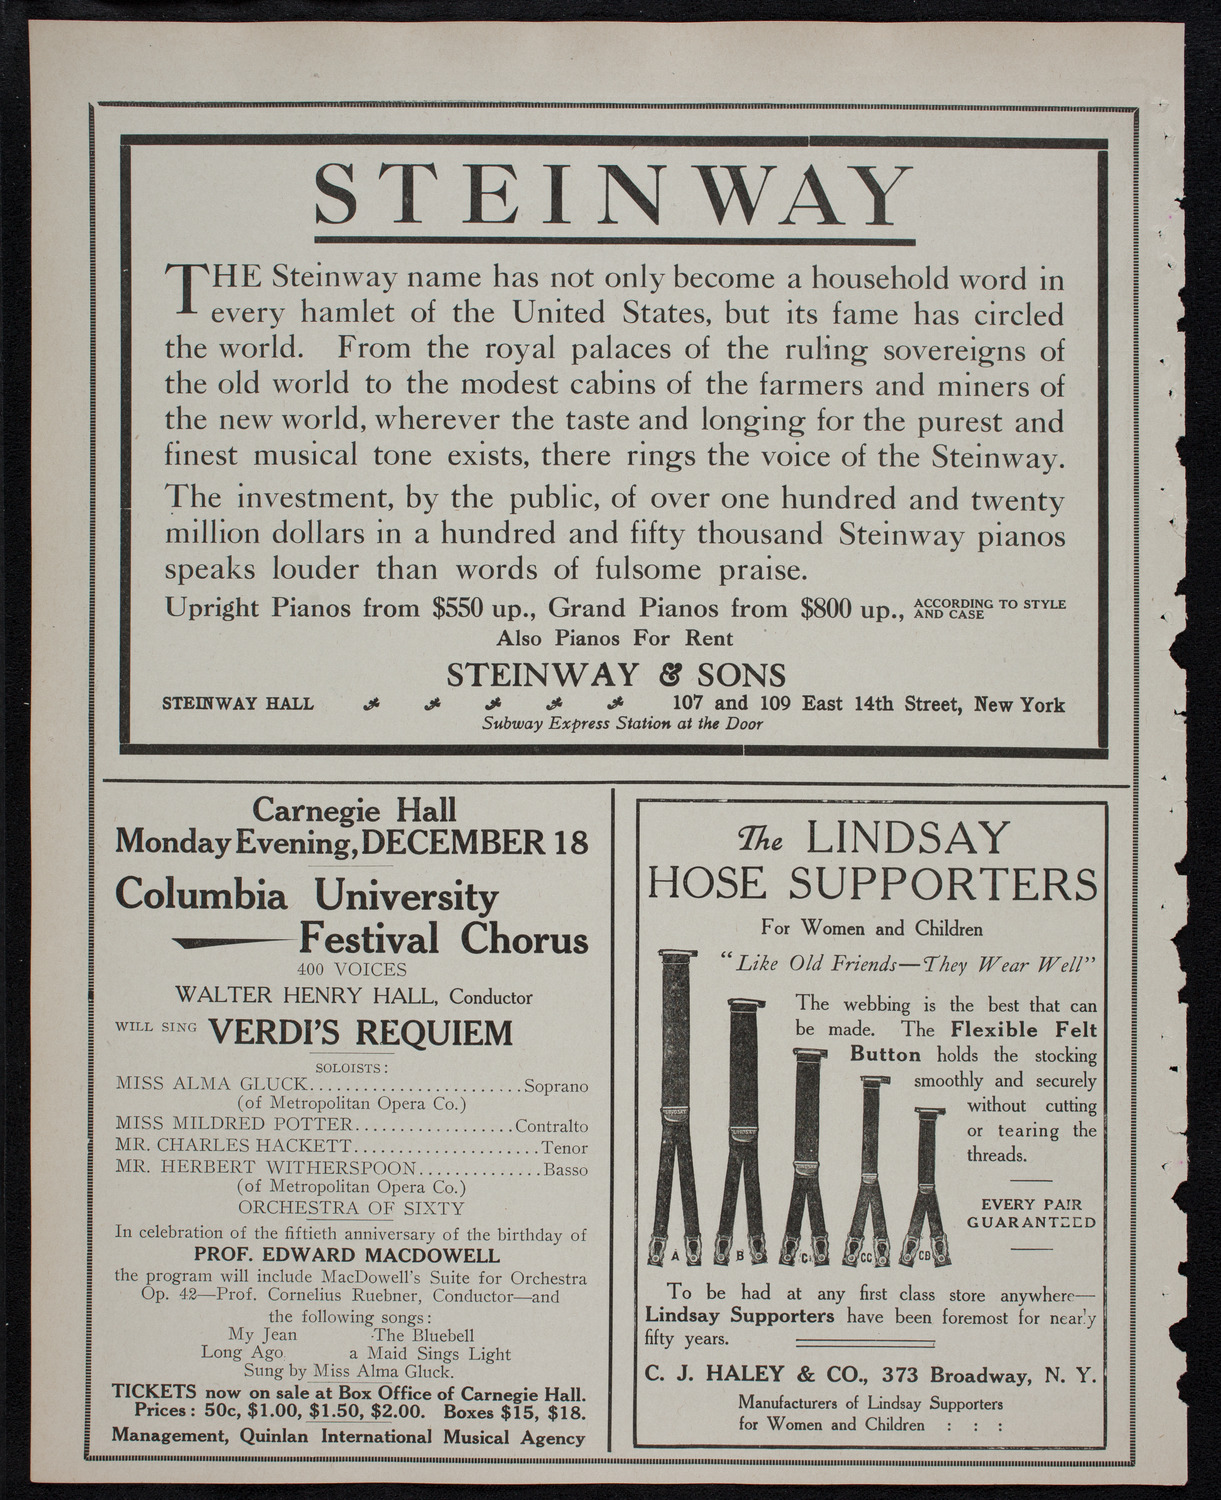 STEINWAY
THE Steinway name has not only become a household word in
every hamlet of the United States, but its fame has circled
the world. From the royal palaces of the ruling sovereigns of
the old world to the modest cabins of the farmers and miners of
the new world, wherever the taste and longing for the purest and
finest musical tone exists, there rings the voice of the Steinway.
The investment, by the public, of over one hundred and twenty
million dollars in a hundred and fifty thousand Steinway pianos
speaks louder than words of fulsome praise.
Upright Pianos from $550 up., Grand Pianos from $800 up., ACCORDING TO STYLE
AND CASE
Also Pianos For Rent
STEINWAY & SONS
STEINWAY HALL 107 and 109 East 14th Street, New York
Subway Express Station at the Door
Carnegie Hall
Monday Evening, DECEMBER 18
Columbia University
Festival Chorus
400 VOICES
WALTER HENRY HALL, Conductor
WILL SING VERDI'S REQUIEM
SOLOISTS:
MISS ALMA GLUCK........................Soprano
(of Metropolitan Opera Co.)
MISS MILDRED POTTER..................Contralto
MR. CHARLES HACKETT.....................Tenor
MR. HERBERT WITHERSPOON..............Basso
(of Metropolitan Opera Co.)
ORCHESTRA OF SIXTY
In celebration of the fiftieth anniversary of the birthday of
PROF. EDWARD MACDOWELL
the program will include MacDowell's Suite for Orchestra
Op. 42—Prof. Cornelius Ruebner, Conductor—and
the following songs:
My Jean The Bluebell
Long Ago a Maid Sings Light
Sung by Miss Alma Gluck.
TICKETS now on sale at Box Office of Carnegie Hall.
Prices: 50c, $1.00, $1.50, $2.00. Boxes $15, $18.
Management, Quinlan International Musical Agency
The LINDSAY
HOSE SUPPORTERS
For Women and Children
"Like Old Friends—They Wear Well"
The webbing is the best that can
be made. The Flexible Felt
Button holds the stocking
smoothly and securely
without cutting
or tearing the
threads.
EVERY PAIR
GUARANTEED
LINDSAY
LINDSAY
LINDSAY
A B C CC CB
To be had at any first class store anywhere—
Lindsay Supporters have been foremost for nearly
fifty years.
C. J. HALEY & CO., 373 Broadway, N. Y.
Manufacturers of Lindsay Supporters
for Women and Children : : :